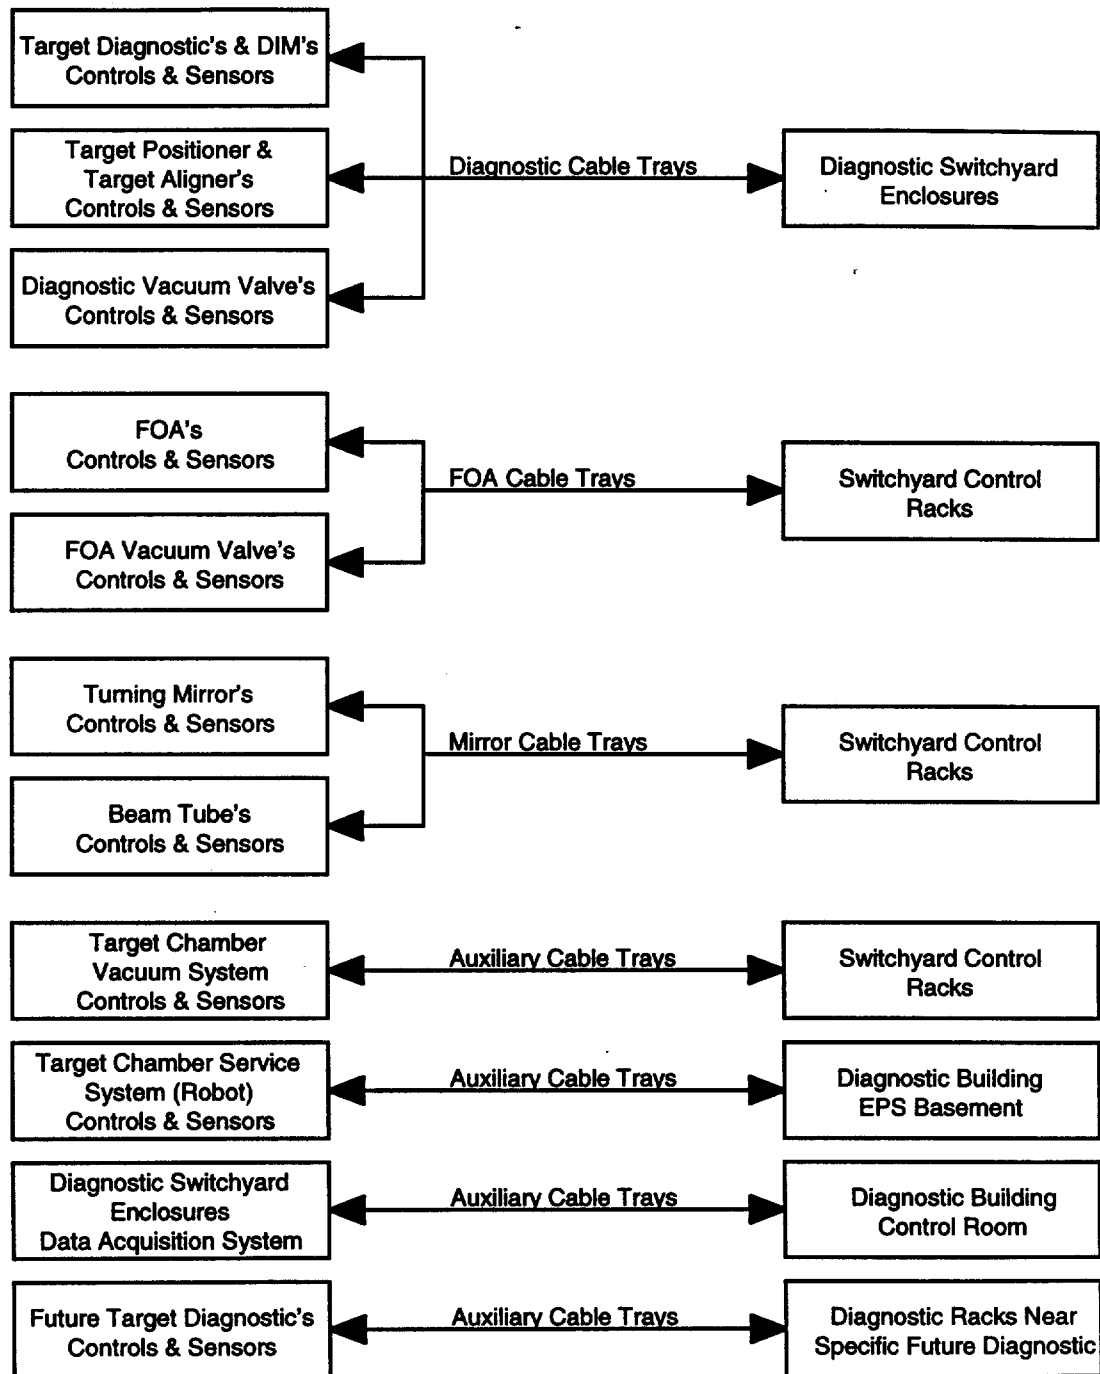 Target Diagnostic's & DIM's
Controls & Sensors
Target Positioner &
Target Aligner's
Controls & Sensors
Diagnostic Cable Trays
Diagnostic Switchyard
Enclosures
Diagnostic Vacuum Valve's
Controls & Sensors
FOA's
Controls & Sensors
FOA Cable Trays
Switchyard Control
Racks
FOA Vacuum Valve's
Controls & Sensors
Turning Mirror's
Controls & Sensors
Mirror Cable Trays
Switchyard Control
Racks
Beam Tube's
Controls & Sensors
Target Chamber
Vacuum System
Controls & Sensors
Auxiliary Cable Trays
Switchyard Control
Racks
Target Chamber Service
System (Robot)
Controls & Sensors
Auxiliary Cable Trays
Diagnostic Building
EPS Basement
Diagnostic Switchyard
Enclosures
Data Acquisition System
Auxiliary Cable Trays
Diagnostic Building
Control Room
Future Target Diagnostic's
Controls & Sensors
Auxiliary Cable Trays
Diagnostic Racks Near
Specific Future Diagnostic